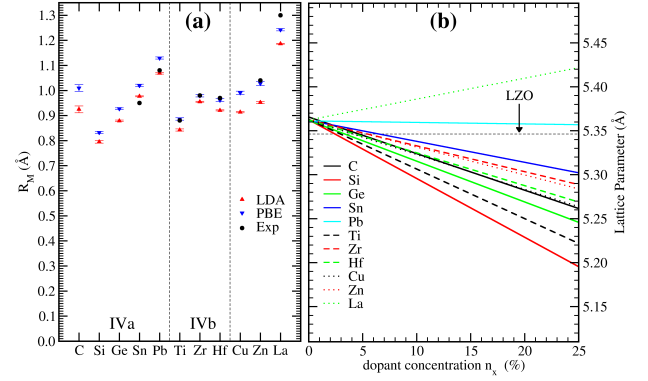 (a)
R_M (Å)
1.3
1.2
1.1
1.0
0.9
0.8
0.7
0.6
0.5
0.4
0.3
0.2
0.1
0.0
LDA
PBE
Exp
IVa
IVb
C Si Ge Sn Pb Ti Zr Hf Cu Zn La
(b)
LZO
C
Si
Ge
Sn
Pb
Ti
Zr
Hf
Cu
Zn
La
0 5 10 15 20 25
dopant concentration n_x (%)
5.45
5.40
5.35
5.30
5.25
5.20
5.15
Lattice Parameter (Å)